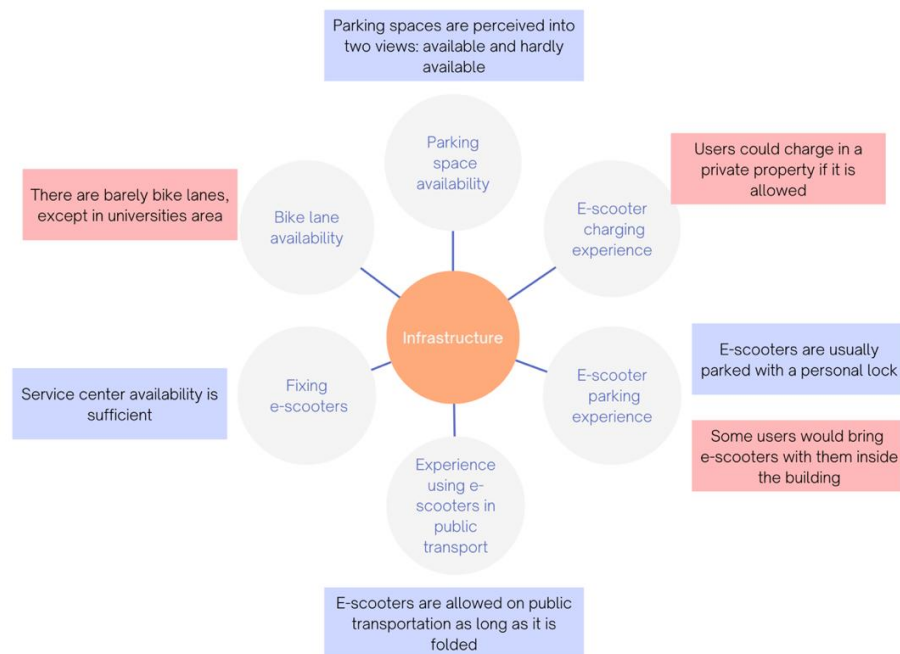 Parking spaces are perceived into
two views: available and hardly
available
Parking
space
availability
Users could charge in a
private property if it is
allowed
There are barely bike lanes,
except in universities area
Bike lane
availability
E-scooter
charging
experience
Infrastructure
E-scooters are usually
parked with a personal lock
Service center availability is
sufficient
Fixing
e-scooters
E-scooter
parking
experience
Some users would bring
e-scooters with them inside
the building
Experience
using e-
scooters in
public
transport
E-scooters are allowed on public
transportation as long as it is
folded